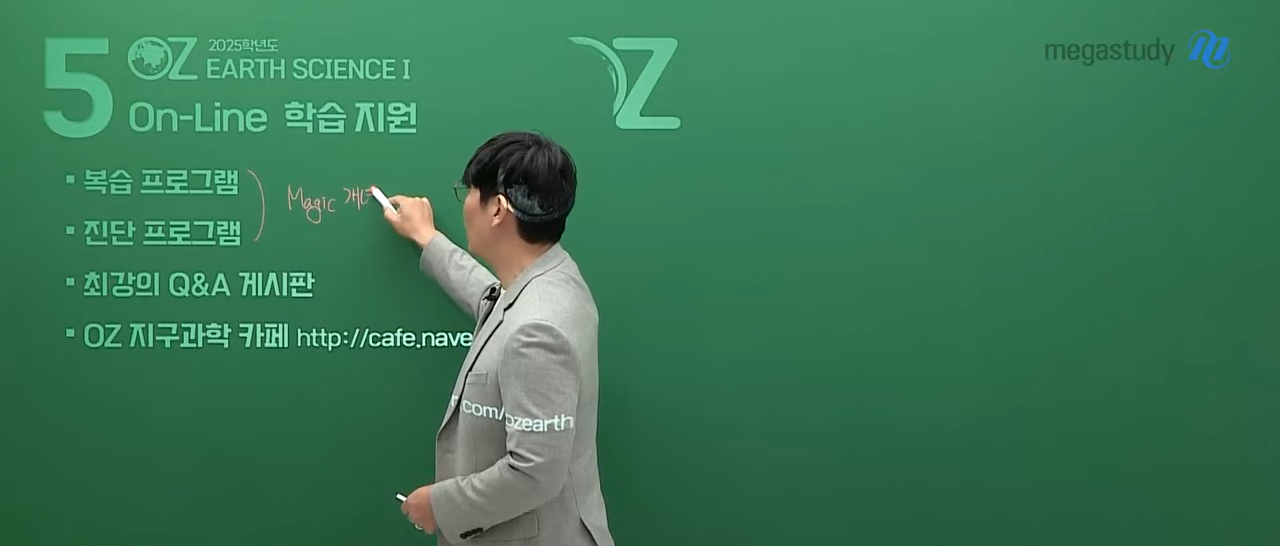 5
OZ 2025학년도
EARTH SCIENCE I
On-Line 학습 지원
OZ
megastudy
▪ 복습 프로그램
▪ 진단 프로그램
Magic 개
▪ 최강의 Q&A 게시판
▪ OZ 지구과학 카페 http://cafe.naver.com/ozearth